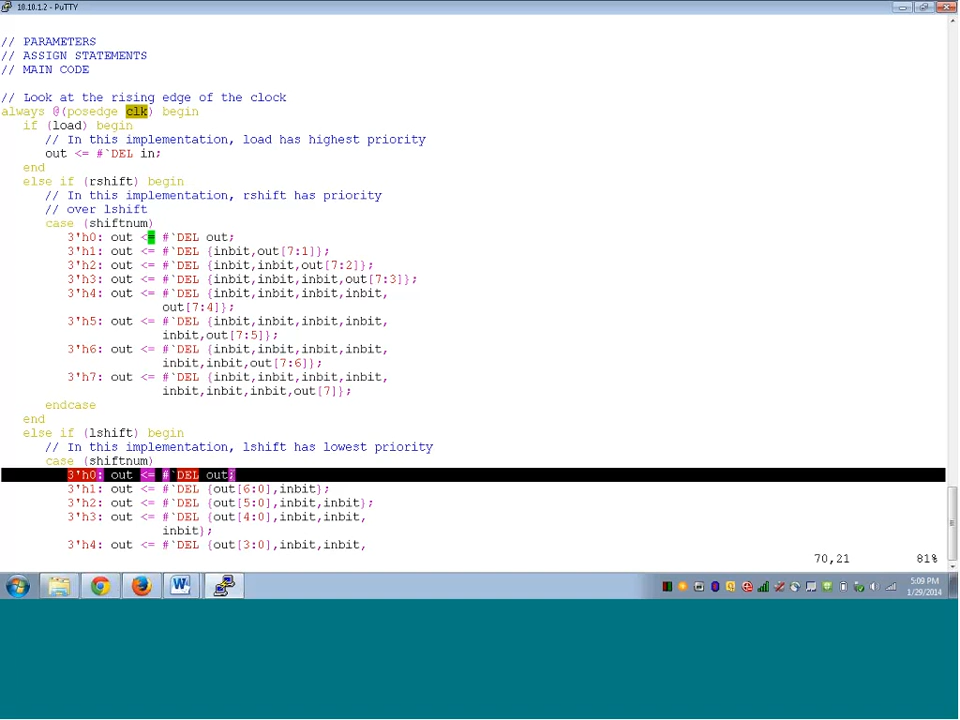 10.10.1.2 - PuTTY
// PARAMETERS
// ASSIGN STATEMENTS
// MAIN CODE
// Look at the rising edge of the clock
always @(posedge clk) begin
   if (load) begin
      // In this implementation, load has highest priority
      out <= #`DEL in;
   end
   else if (rshift) begin
      // In this implementation, rshift has priority
      // over lshift
      case (shiftnum)
         3'h0: out <= #`DEL out;
         3'h1: out <= #`DEL {inbit,out[7:1]};
         3'h2: out <= #`DEL {inbit,inbit,out[7:2]};
         3'h3: out <= #`DEL {inbit,inbit,inbit,out[7:3]};
         3'h4: out <= #`DEL {inbit,inbit,inbit,inbit,
                      out[7:4]};
         3'h5: out <= #`DEL {inbit,inbit,inbit,inbit,
                      inbit,out[7:5]};
         3'h6: out <= #`DEL {inbit,inbit,inbit,inbit,
                      inbit,inbit,out[7:6]};
         3'h7: out <= #`DEL {inbit,inbit,inbit,inbit,
                      inbit,inbit,inbit,out[7]};
      endcase
   end
   else if (lshift) begin
      // In this implementation, lshift has lowest priority
      case (shiftnum)
         3'h0: out <= #`DEL out;
         3'h1: out <= #`DEL {out[6:0],inbit};
         3'h2: out <= #`DEL {out[5:0],inbit,inbit};
         3'h3: out <= #`DEL {out[4:0],inbit,inbit,
                      inbit};
         3'h4: out <= #`DEL {out[3:0],inbit,inbit,
70,21 81%
5:09 PM
1/29/2014